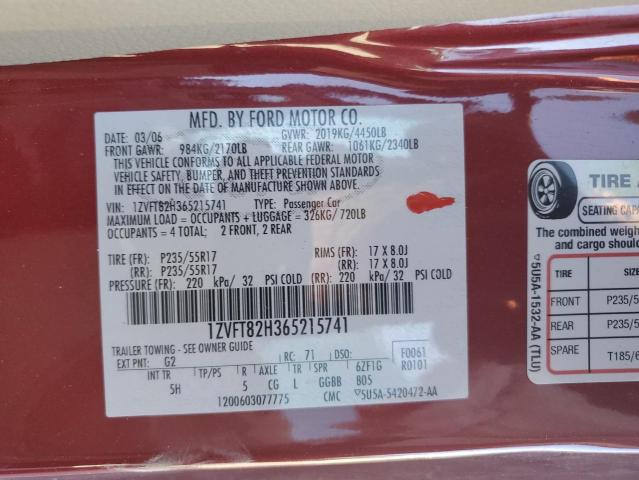 MFD. BY FORD MOTOR CO.
DATE: 03/06 GVWR: 2019KG/4450LB
FRONT GAWR: 984KG/2170LB REAR GAWR: 1061KG/2340LB
THIS VEHICLE CONFORMS TO ALL APPLICABLE FEDERAL MOTOR
VEHICLE SAFETY, BUMPER, AND THEFT PREVENTION STANDARDS
IN EFFECT ON THE DATE OF MANUFACTURE SHOWN ABOVE.
VIN: 1ZVFT82H365215741 TYPE: Passenger Car
MAXIMUM LOAD = OCCUPANTS + LUGGAGE = 326KG/ 720LB
OCCUPANTS = 4 TOTAL; 2 FRONT, 2 REAR
TIRE (FR): P235/55R17 RIMS (FR): 17 X 8.0J
(RR): P235/55R17 (RR): 17 X 8.0J
PRESSURE (FR): 220 kPa/ 32 PSI COLD (RR): 220 kPa/ 32 PSI COLD
1ZVFT82H365215741
TRAILER TOWING - SEE OWNER GUIDE
EXT PNT: G2 RC: 71 DSO: F0061
R0101
INT TR TP/PS R AXLE TR SPR 6ZF1G
5H 5 CG L GGBB B05
1200603077775 CMC ▽5U5A-5420472-AA
TIRE
SEATING
The combined
and cargo should
TIRE
FRONT P235/5
REAR P235/5
SPARE T185/6
▽5U5A-1532-AA (TLU)